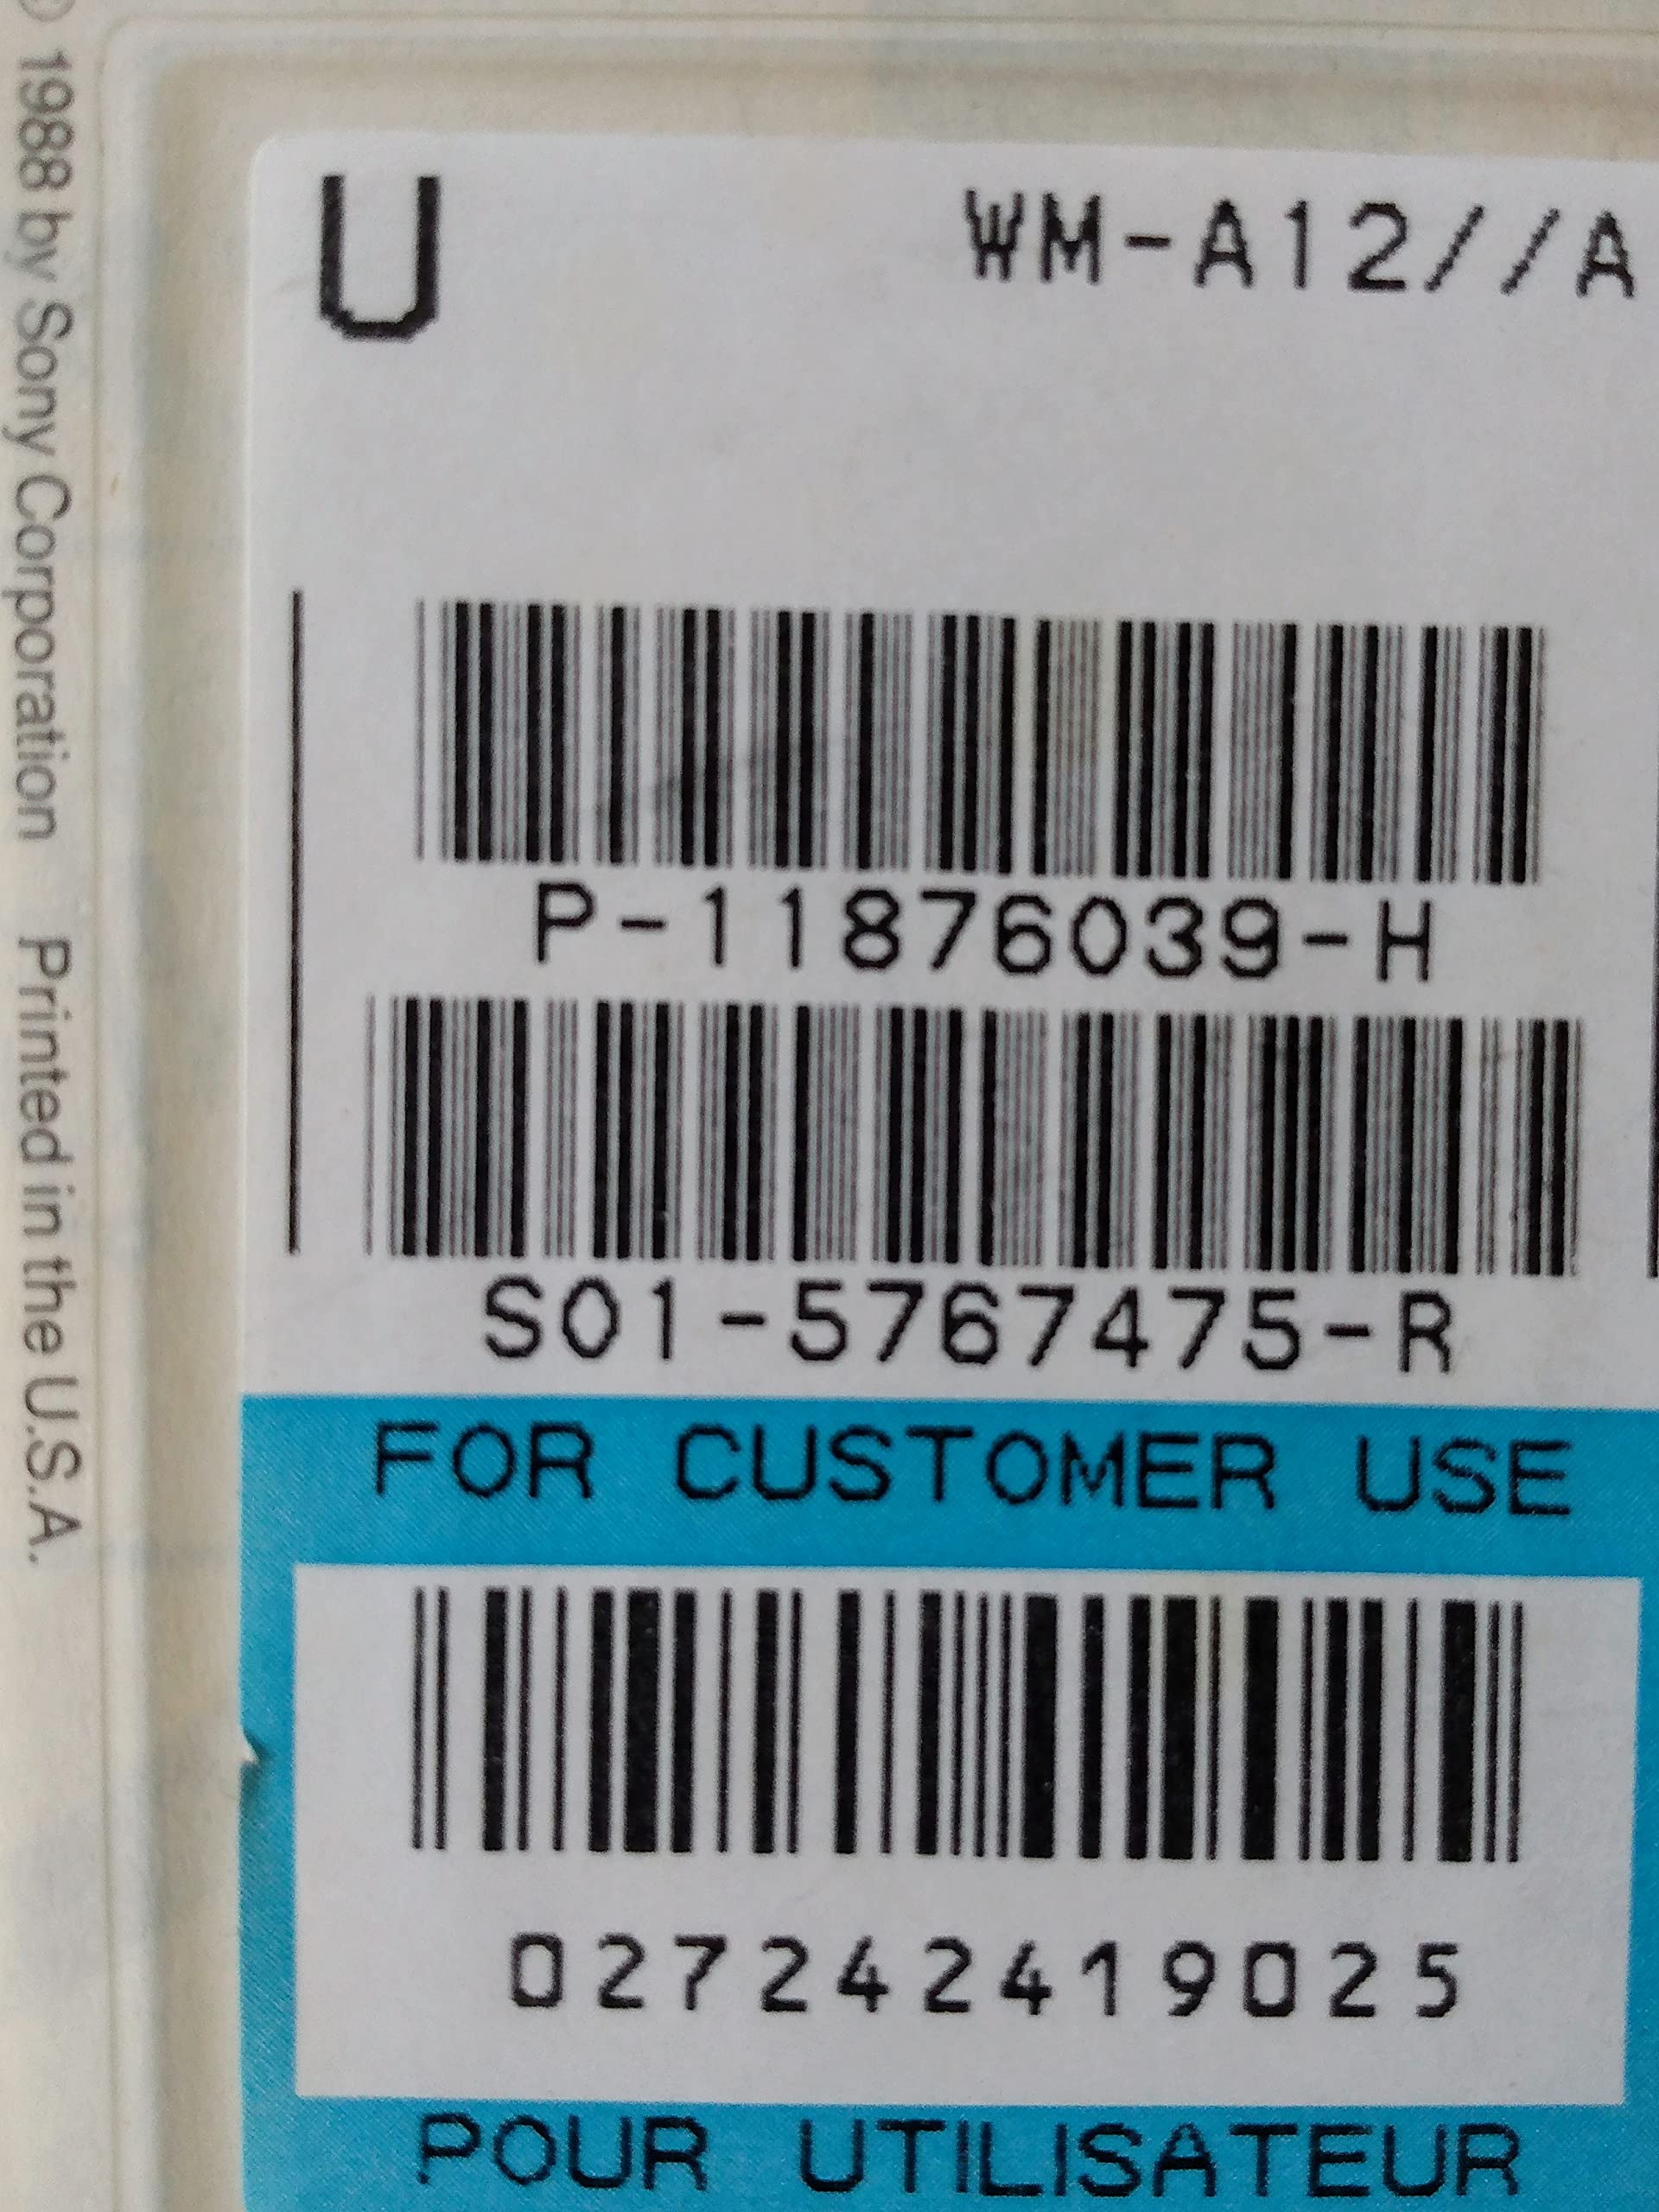 U
WM-A12//A
P-11876039-H
S01-5767475-R
FOR CUSTOMER USE
027242419025
POUR UTILISATEUR
© 1988 by Sony Corporation Printed in the U.S.A.